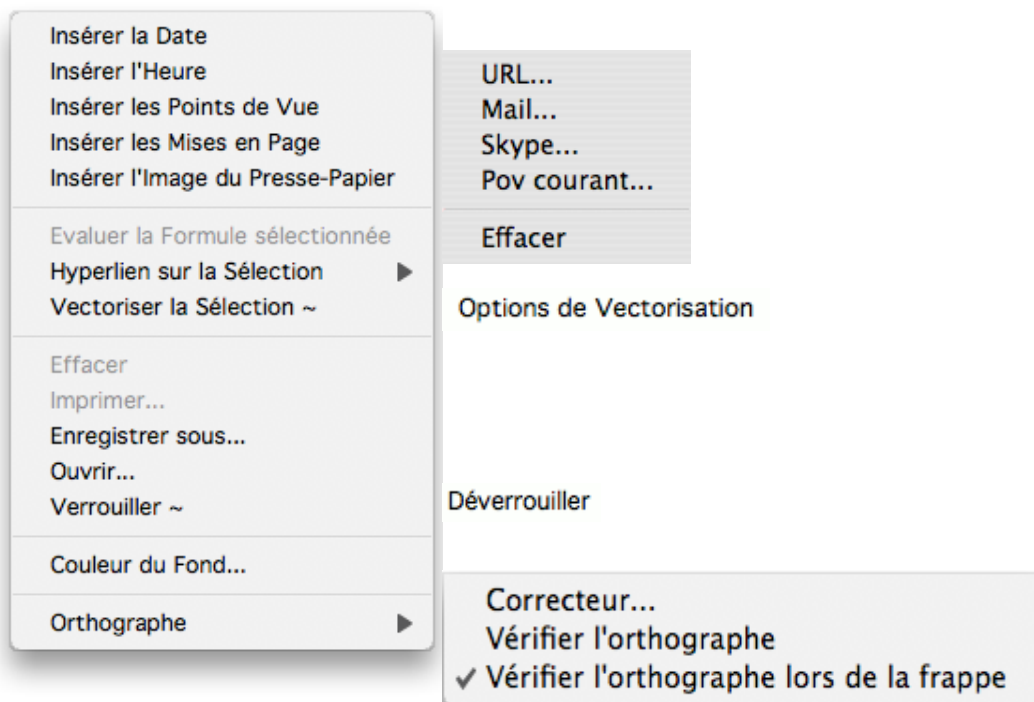 Insérer la Date
Insérer l'Heure
Insérer les Points de Vue
Insérer les Mises en Page
Insérer l'Image du Presse-Papier
Evaluer la Formule sélectionnée
Hyperlien sur la Sélection
Vectoriser la Sélection ~
Effacer
Imprimer...
Enregistrer sous...
Ouvrir...
Verrouiller ~
Couleur du Fond...
Orthographe
URL...
Mail...
Skype...
Pov courant...
Effacer
Options de Vectorisation
Déverrouiller
Correcteur...
Vérifier l'orthographe
✓ Vérifier l'orthographe lors de la frappe